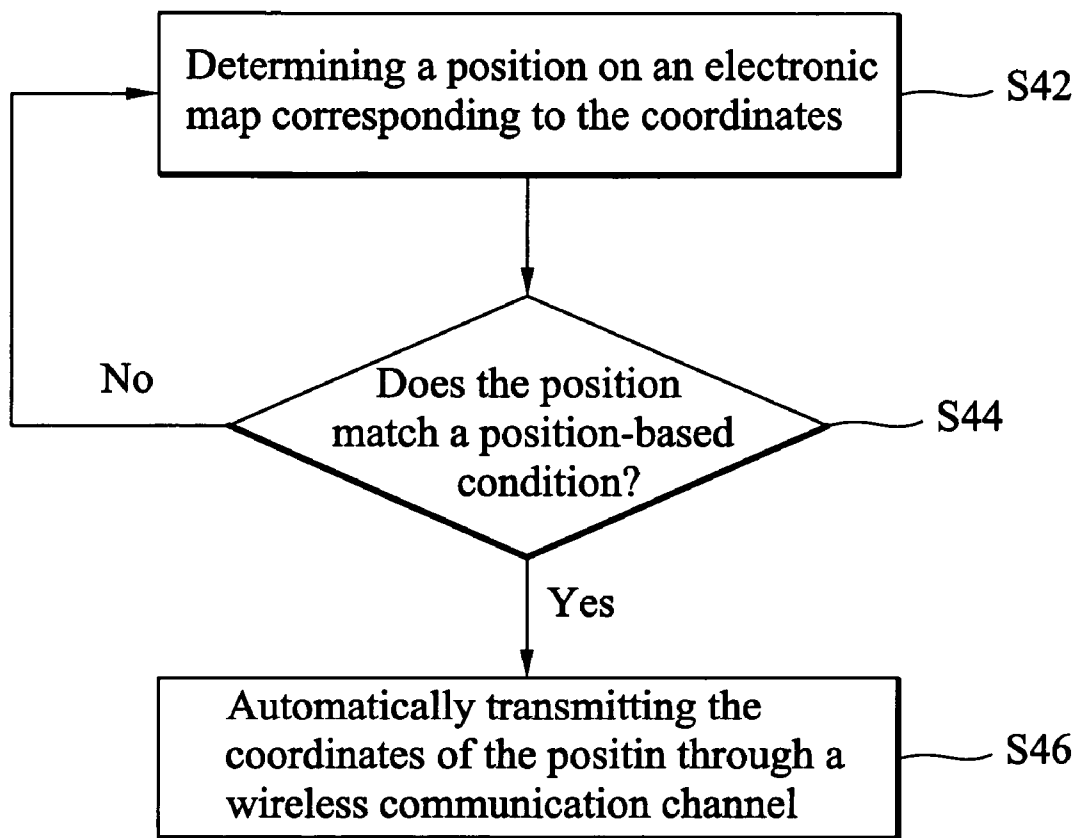 Determining a position on an electronic
map corresponding to the coordinates
S42
No
Does the position
match a position-based
condition?
S44
Yes
Automatically transmitting the
coordinates of the positin through a
wireless communication channel
S46